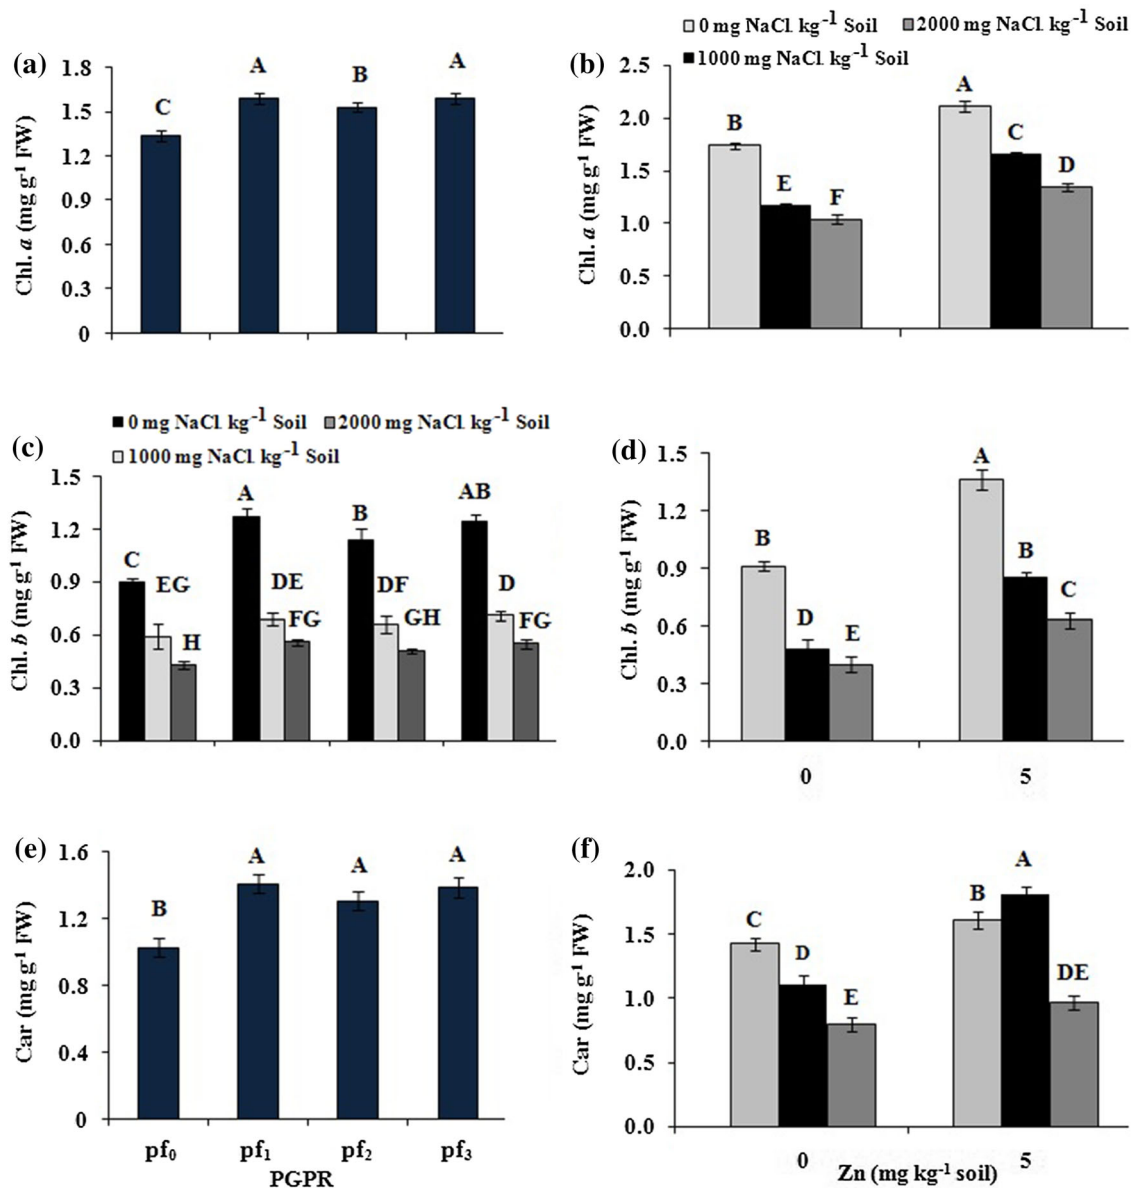 (a)
1.8
1.5
1.2
0.9
0.6
0.3
0
Chl. a (mg g-1 FW)
C
A
B
A
0 mg NaCl kg-1 Soil
2000 mg NaCl kg-1 Soil
1000 mg NaCl kg-1 Soil
(b)
2.5
2.0
1.5
1.0
0.5
0.0
Chl. a (mg g-1 FW)
B
E
F
A
C
D
0 mg NaCl kg-1 Soil
2000 mg NaCl kg-1 Soil
1000 mg NaCl kg-1 Soil
(c)
1.5
1.2
0.9
0.6
0.3
0.0
Chl. b (mg g-1 FW)
C
EG
H
A
DE
FG
B
DF
GH
AB
D
FG
(d)
1.5
1.2
0.9
0.6
0.3
0.0
Chl. b (mg g-1 FW)
B
D
E
A
B
C
0
5
(e)
1.6
1.2
0.8
0.4
0
Car (mg g-1 FW)
B
A
A
A
pf0
pf1
pf2
pf3
PGPR
(f)
2.0
1.5
1.0
0.5
0.0
Car (mg g-1 FW)
C
D
E
B
A
DE
0
5
Zn (mg kg-1 soil)